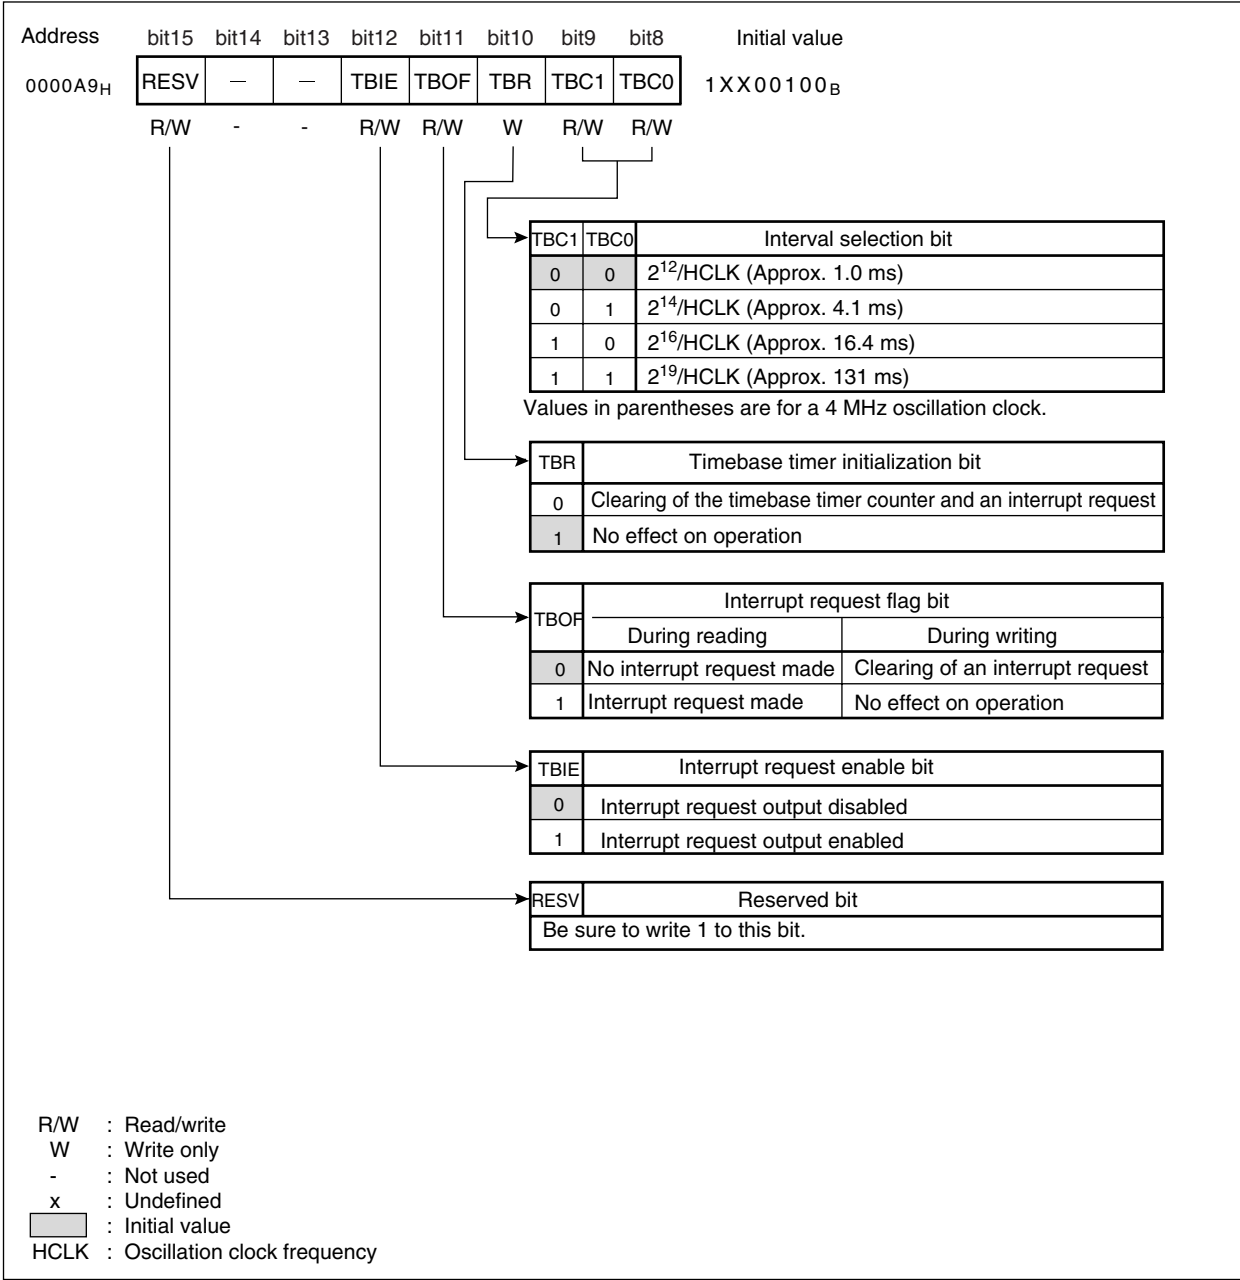 Address bit15 bit14 bit13 bit12 bit11 bit10 bit9 bit8 Initial value
0000A9H RESV — — TBIE TBOF TBR TBC1 TBC0 1XX00100B
R/W - - R/W R/W W R/W R/W
TBC1 TBC0 Interval selection bit
0 0 2^12/HCLK (Approx. 1.0 ms)
0 1 2^14/HCLK (Approx. 4.1 ms)
1 0 2^16/HCLK (Approx. 16.4 ms)
1 1 2^19/HCLK (Approx. 131 ms)
Values in parentheses are for a 4 MHz oscillation clock.
TBR Timebase timer initialization bit
0 Clearing of the timebase timer counter and an interrupt request
1 No effect on operation
TBOF Interrupt request flag bit
During reading During writing
0 No interrupt request made Clearing of an interrupt request
1 Interrupt request made No effect on operation
TBIE Interrupt request enable bit
0 Interrupt request output disabled
1 Interrupt request output enabled
RESV Reserved bit
Be sure to write 1 to this bit.
R/W : Read/write
W : Write only
- : Not used
x : Undefined
: Initial value
HCLK : Oscillation clock frequency